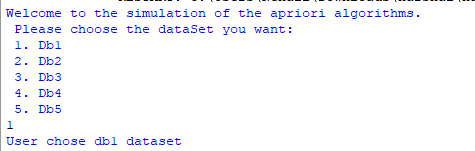 Welcome to the simulation of the apriori algorithms.
Please choose the dataSet you want:
1. Db1
2. Db2
3. Db3
4. Db4
5. Db5
1
User chose db1 dataset